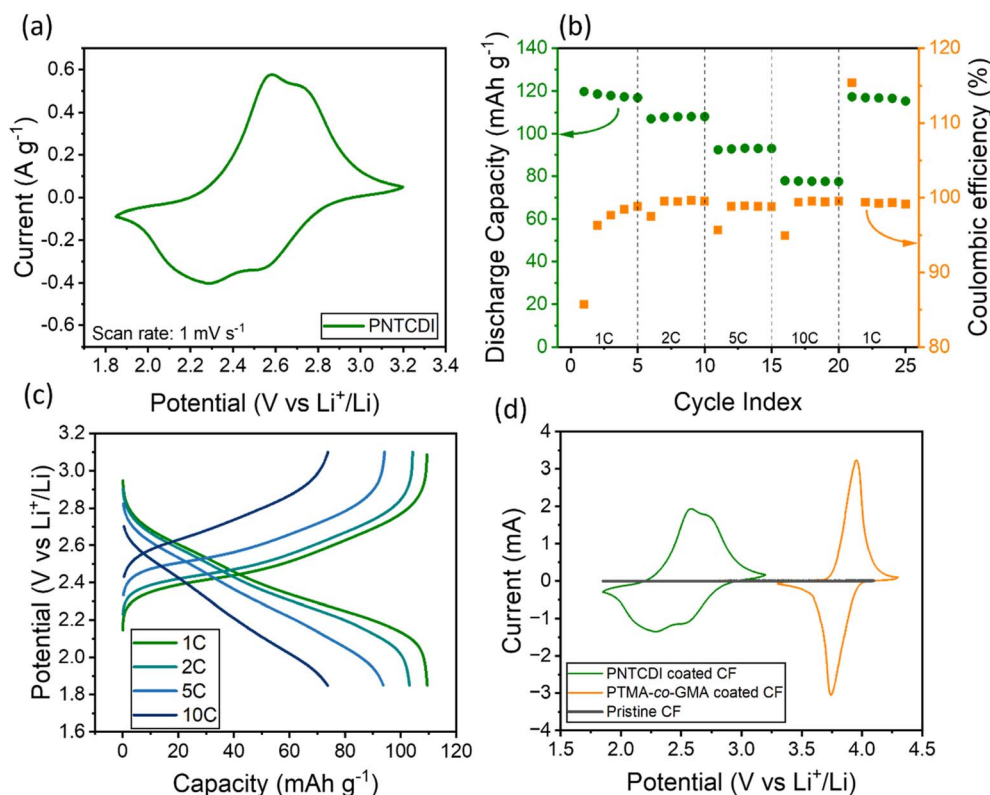 (a)
0.6
0.4
0.2
0.0
-0.2
-0.4
-0.6
Current (A g⁻¹)
Scan rate: 1 mV s⁻¹
PNTCDI
1.8 2.0 2.2 2.4 2.6 2.8 3.0 3.2 3.4
Potential (V vs Li⁺/Li)
(b)
140
120
100
80
60
40
20
0
Discharge Capacity (mAh g⁻¹)
1C 2C 5C 10C 1C
0 5 10 15 20 25
Cycle Index
120
110
100
90
80
Coulombic efficiency (%)
(c)
3.2
3.0
2.8
2.6
2.4
2.2
2.0
1.8
1.6
Potential (V vs Li⁺/Li)
1C
2C
5C
10C
0 20 40 60 80 100 120
Capacity (mAh g⁻¹)
(d)
4
3
2
1
0
−1
−2
−3
−4
Current (mA)
PNTCDI coated CF
PTMA-co-GMA coated CF
Pristine CF
1.5 2.0 2.5 3.0 3.5 4.0 4.5
Potential (V vs Li⁺/Li)